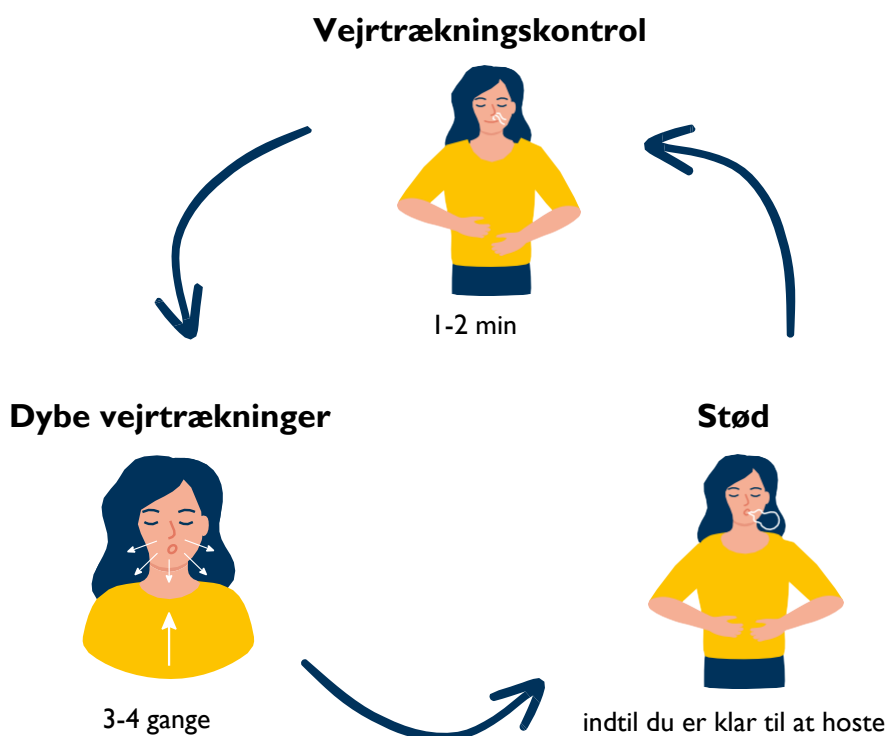 Vejrtrækningskontrol
1-2 min
Dybe vejrtrækninger
3-4 gange
Stød
indtil du er klar til at hoste